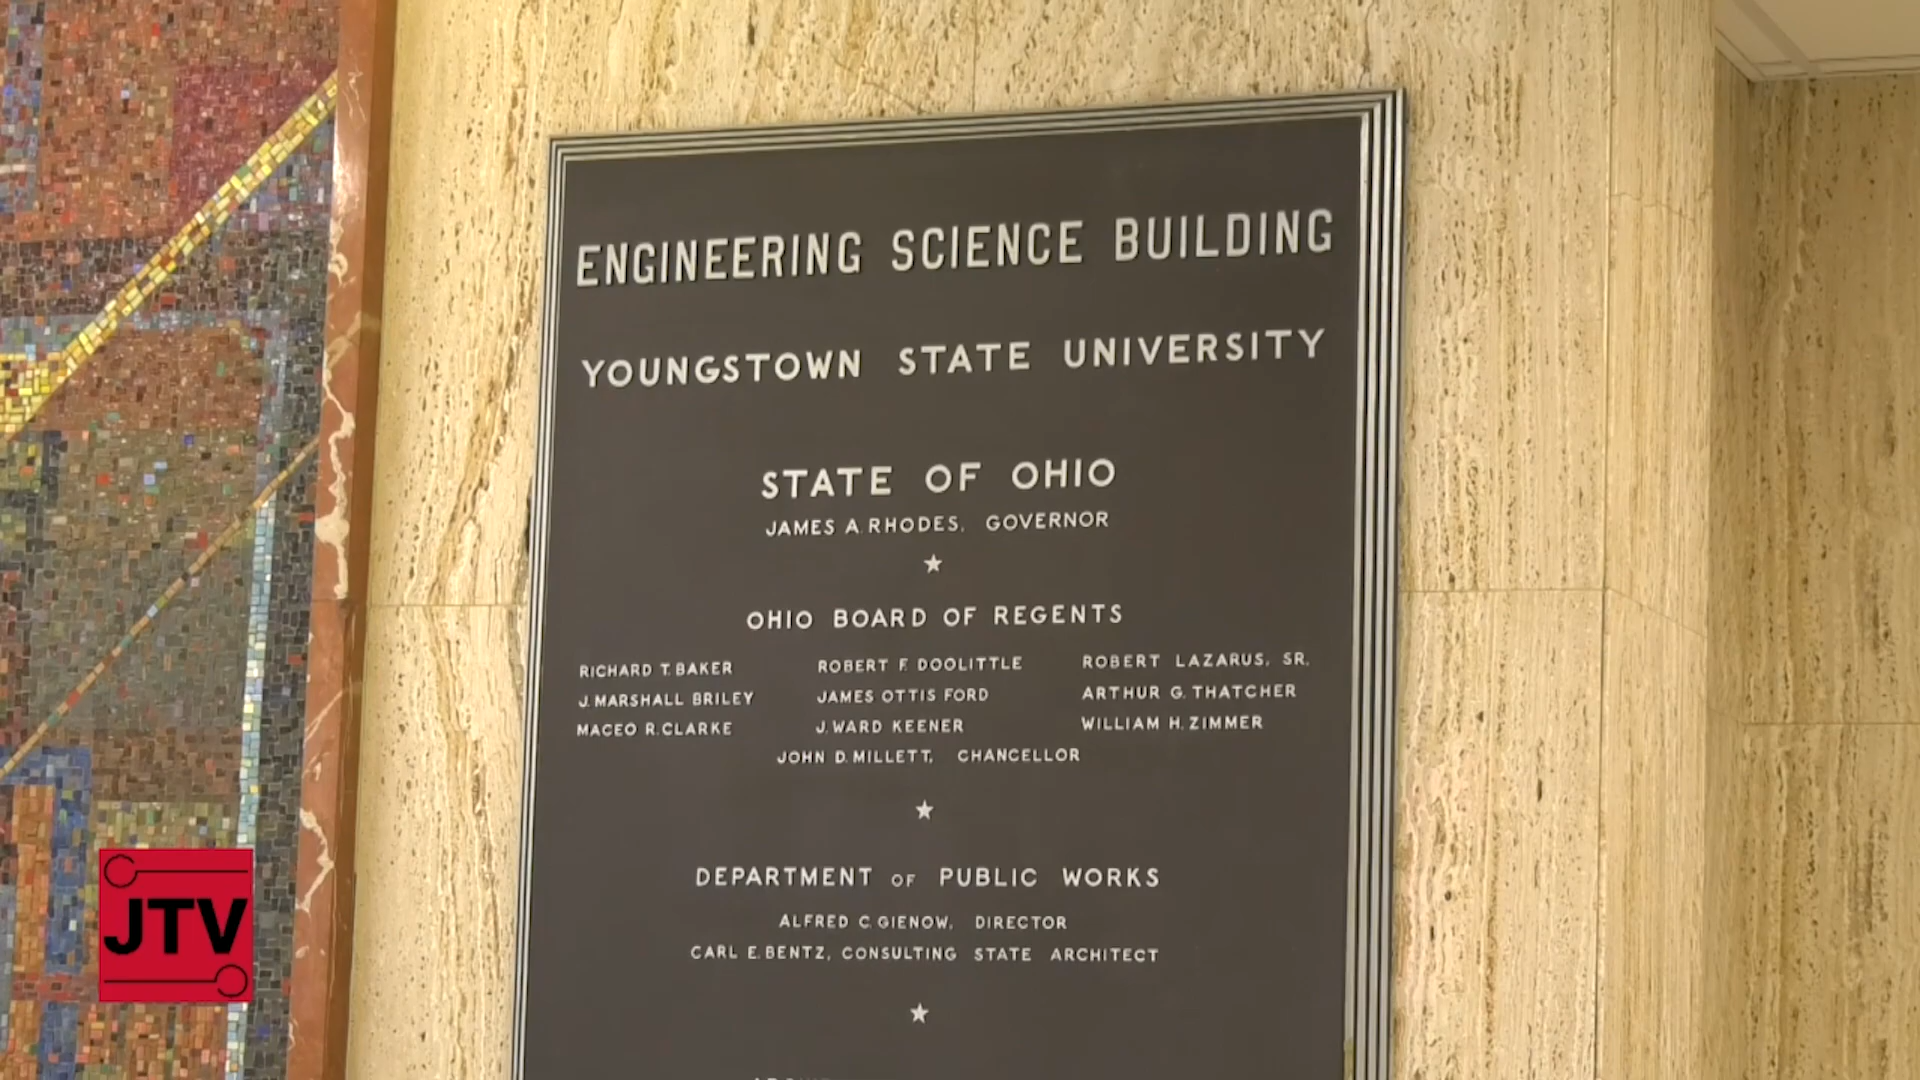 ENGINEERING SCIENCE BUILDING
YOUNGSTOWN STATE UNIVERSITY
STATE OF OHIO
JAMES A. RHODES, GOVERNOR
OHIO BOARD OF REGENTS
RICHARD T. BAKER ROBERT F. DOOLITTLE ROBERT LAZARUS, SR.
J. MARSHALL BRILEY JAMES OTTIS FORD ARTHUR G. THATCHER
MACEO R. CLARKE J. WARD KEENER WILLIAM H. ZIMMER
JOHN D. MILLETT, CHANCELLOR
DEPARTMENT OF PUBLIC WORKS
ALFRED C. GIENOW, DIRECTOR
CARL E. BENTZ, CONSULTING STATE ARCHITECT
JTV